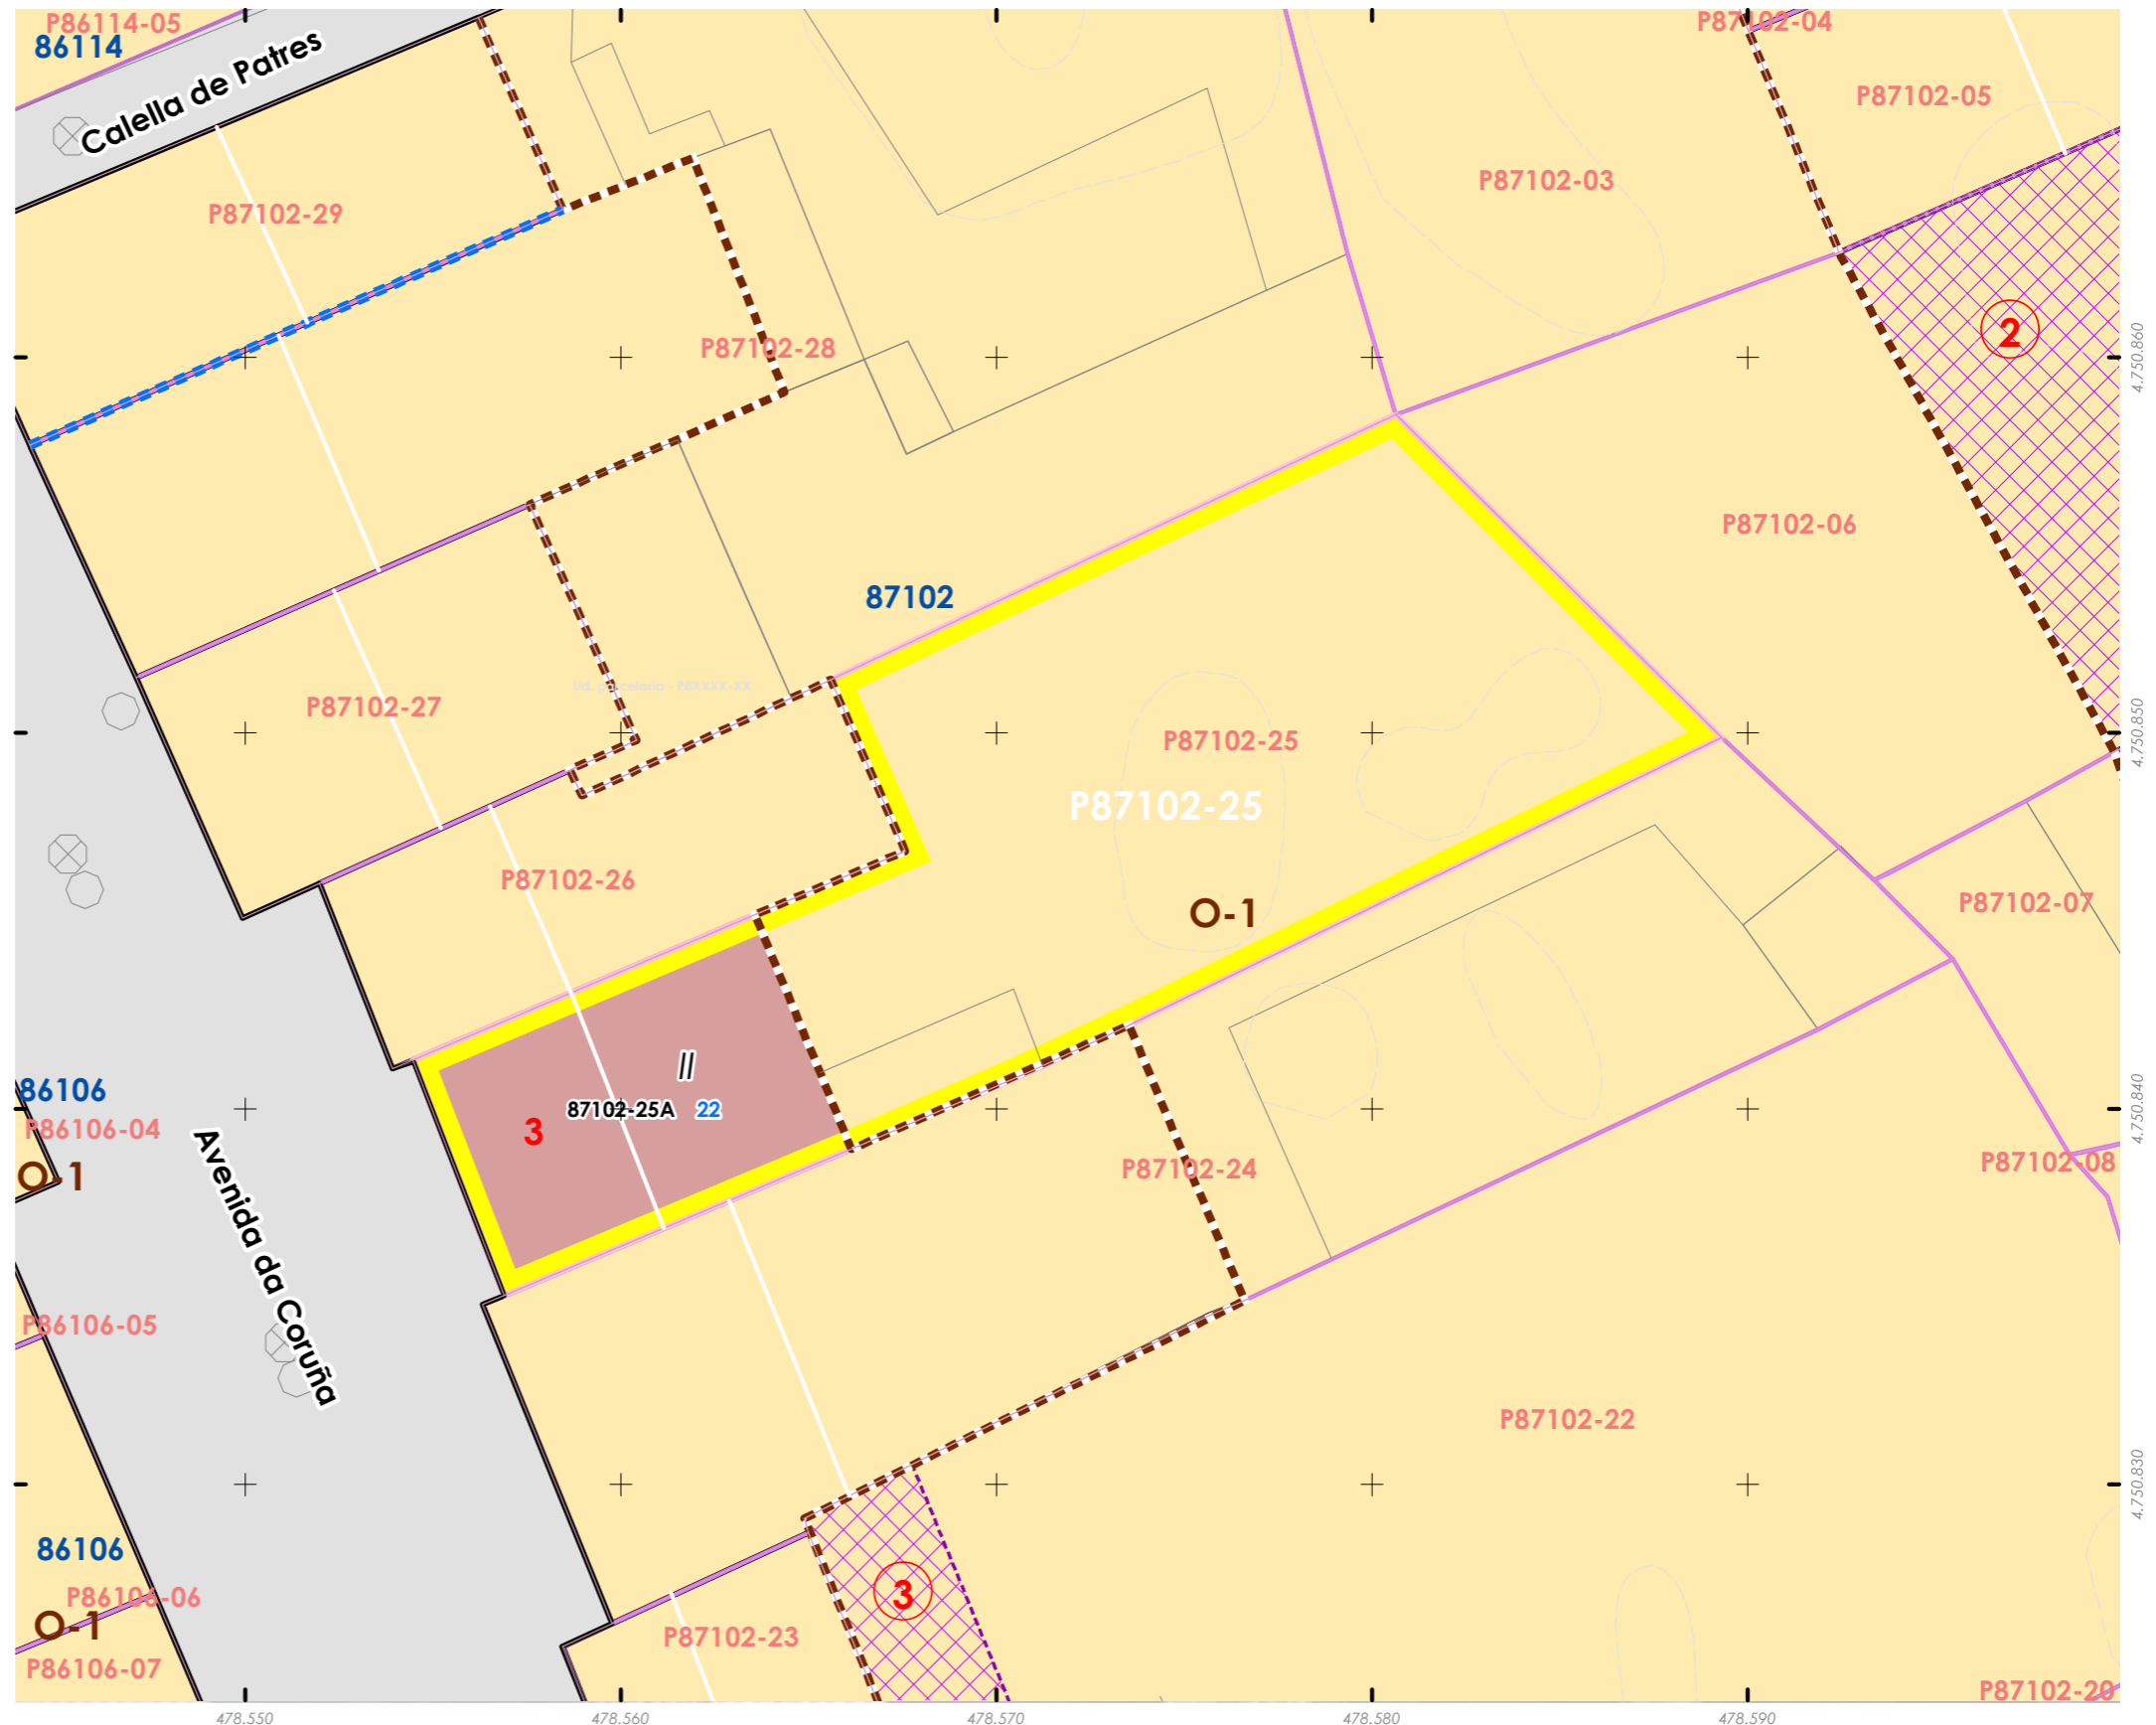 P86114-05
86114
Calella de Patres
P87102-04
P87102-05
P87102-03
P87102-29
2
P87102-28
4.750.860
P87102-06
87102
Ud. parcelario - P8XXXX-XX
P87102-27
P87102-25
4.750.850
P87102-25
P87102-26
O-1
P87102-07
II
86106
87102-25A 22
3
P86106-04
4.750.840
P87102-24
P87102-08
O-1
Avenida da Coruña
P86106-05
P87102-22
4.750.830
86106
3
P86106-06
O-1
P87102-23
P86106-07
P87102-20
478.550 478.560 478.570 478.580 478.590